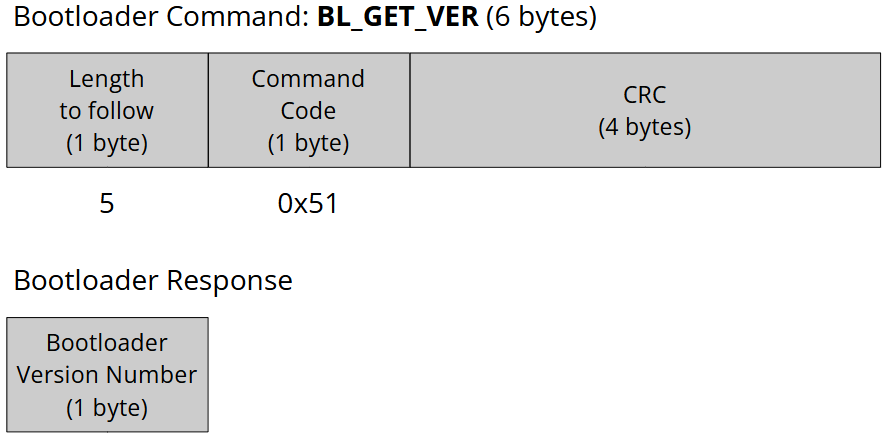 Bootloader Command: BL_GET_VER (6 bytes)
Length
to follow
(1 byte)
Command
Code
(1 byte)
CRC
(4 bytes)
5
0x51
Bootloader Response
Bootloader
Version Number
(1 byte)